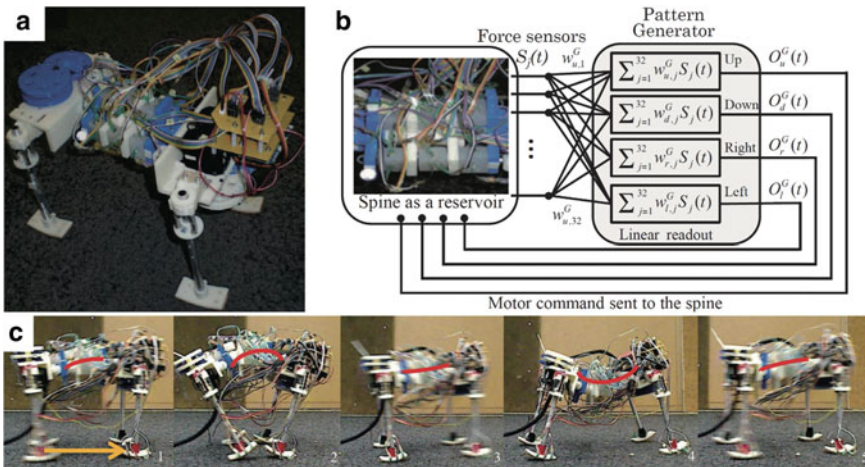 a
b
Force sensors
Pattern
Generator
S_j(t)
w^G_{u,1}
∑^{32}_{j=1} w^G_{u,j} S_j(t)
Up
O^G_u(t)
∑^{32}_{j=1} w^G_{d,j} S_j(t)
Down
O^G_d(t)
∑^{32}_{j=1} w^G_{r,j} S_j(t)
Right
O^G_r(t)
∑^{32}_{j=1} w^G_{l,j} S_j(t)
Left
O^G_l(t)
Spine as a reservoir
w^G_{u,32}
Linear readout
Motor command sent to the spine
c
1
2
3
4